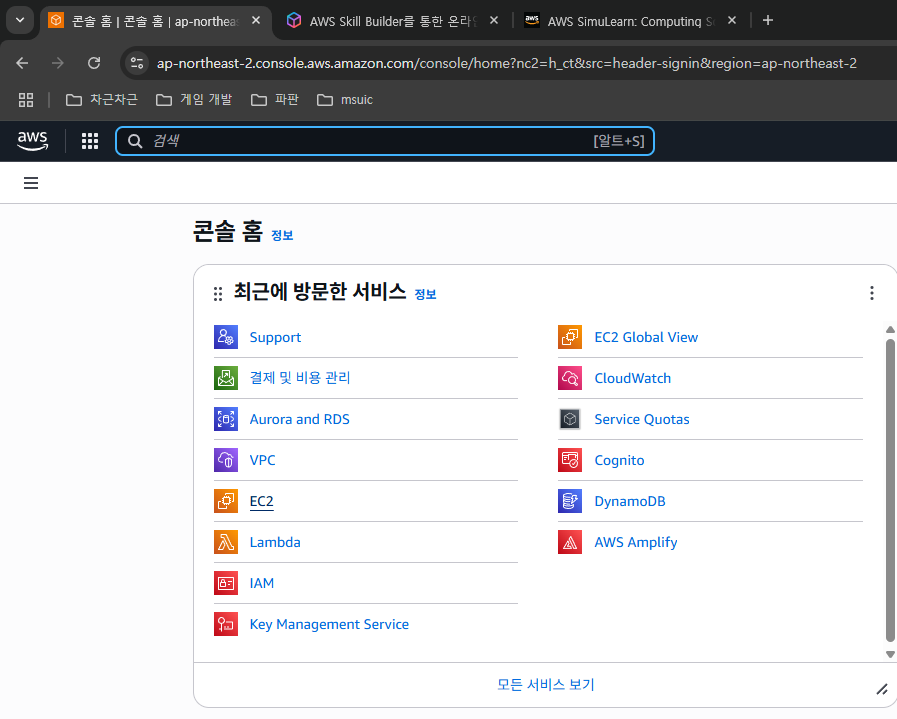 콘솔 홈 | 콘솔 홈 | ap-northeas
AWS Skill Builder를 통한 온라인
AWS SimuLearn: Computing S
ap-northeast-2.console.aws.amazon.com/console/home?nc2=h_ct&src=header-signin&region=ap-northeast-2
차근차근
게임 개발
파판
msuic
aws
검색
[알트+S]
콘솔 홈 정보
최근에 방문한 서비스 정보
Support
결제 및 비용 관리
Aurora and RDS
VPC
EC2
Lambda
IAM
Key Management Service
EC2 Global View
CloudWatch
Service Quotas
Cognito
DynamoDB
AWS Amplify
모든 서비스 보기